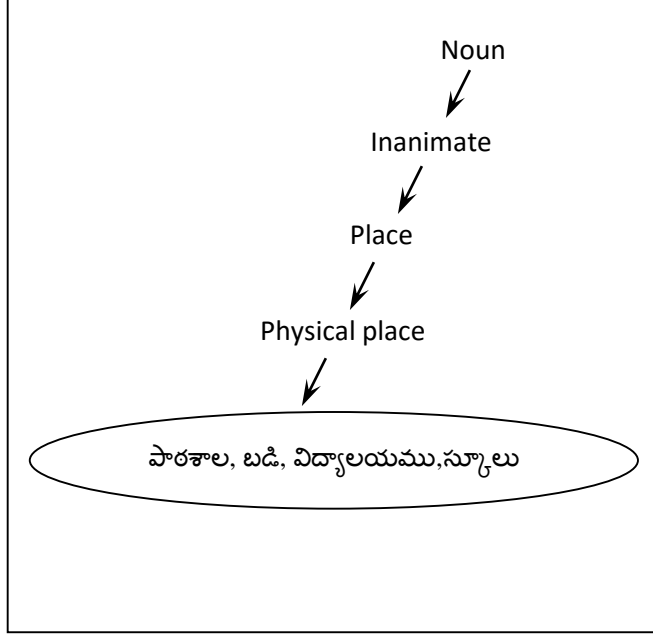 Noun
Inanimate
Place
Physical place
పాఠశాల, బడి, విద్యాలయము,స్కూలు